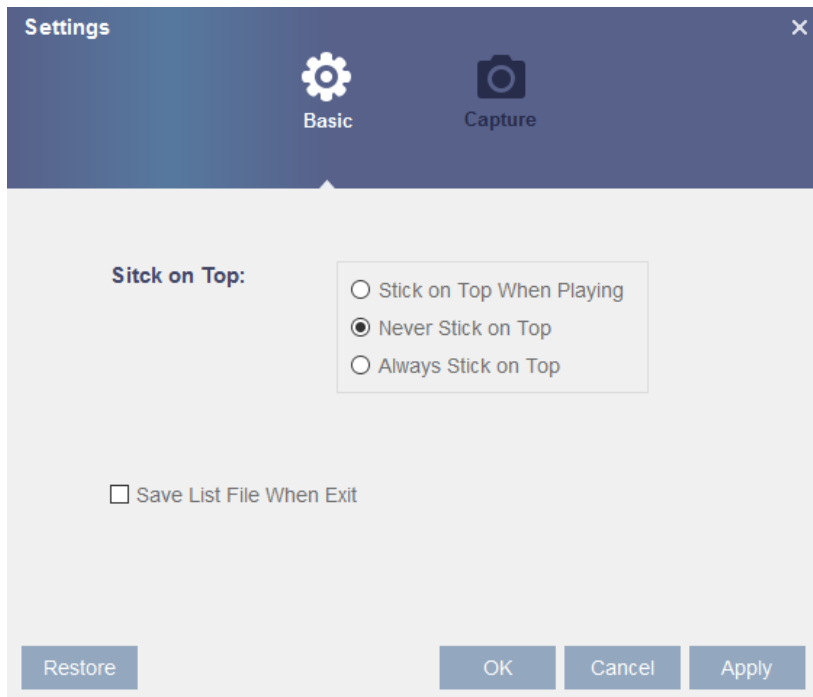 Settings
Basic
Capture
Sitck on Top:
Stick on Top When Playing
Never Stick on Top
Always Stick on Top
Save List File When Exit
Restore
OK
Cancel
Apply